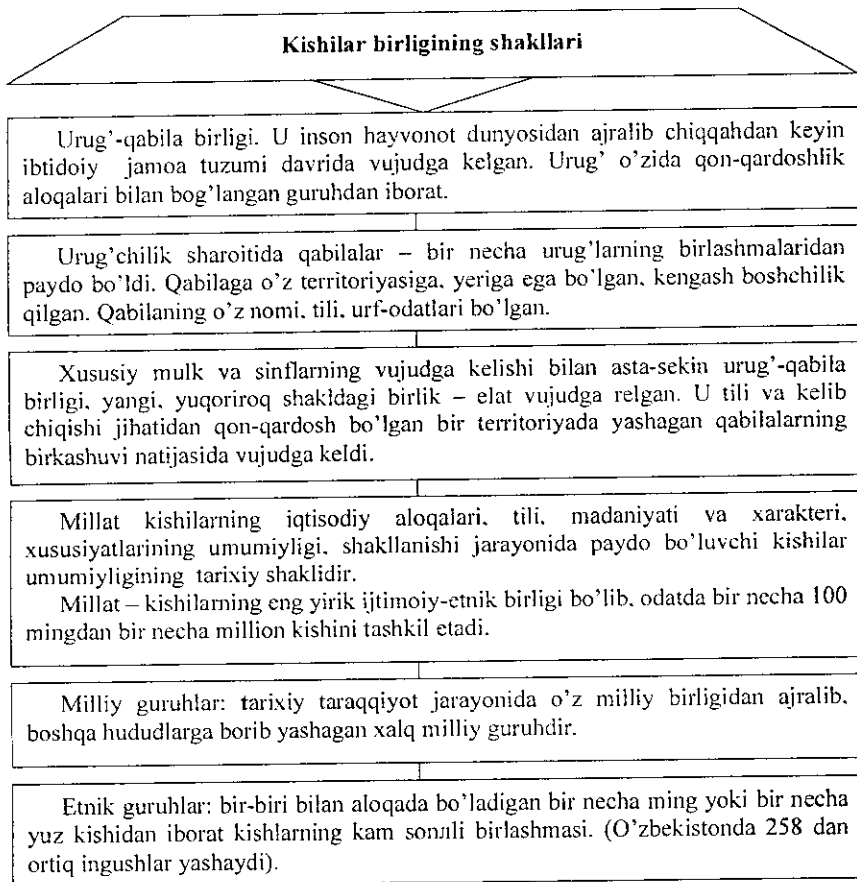 Kishilar birligining shakllari
Urug’-qabila birligi. U inson hayvonot dunyosidan ajralib chiqqahdan keyin
ibtidoiy jamoa tuzumi davrida vujudga kelgan. Urug’ o’zida qon-qardoshlik
aloqalari bilan bog’langan guruhdan iborat.
Urug’chilik sharoitida qabilalar – bir necha urug’larning birlashmalaridan
paydo bo’ldi. Qabilaga o’z territoriyasiga, yeriga ega bo’lgan, kengash boshchilik
qilgan. Qabilaning o’z nomi, tili, urf-odatlari bo’lgan.
Xususiy mulk va sinflarning vujudga kelishi bilan asta-sekin urug’-qabila
birligi, yangi, yuqoriroq shakldagi birlik – elat vujudga relgan. U tili va kelib
chiqishi jihatidan qon-qardosh bo’lgan bir territoriyada yashagan qabilalarning
birkashuvi natijasida vujudga keldi.
Millat kishilarning iqtisodiy aloqalari, tili, madaniyati va xarakteri,
xususiyatlarining umumiyligi, shakllanishi jarayonida paydo bo’luvchi kishilar
umumiyligining tarixiy shaklidir.
Millat – kishilarning eng yirik ijtimoiy-etnik birligi bo’lib, odatda bir necha 100
mingdan bir necha million kishini tashkil etadi.
Milliy guruhlar: tarixiy taraqqiyot jarayonida o’z milliy birligidan ajralib,
boshqa hududlarga borib yashagan xalq milliy guruhdir.
Etnik guruhlar: bir-biri bilan aloqada bo’ladigan bir necha ming yoki bir necha
yuz kishidan iborat kishlarning kam sonli birlashmasi. (O’zbekistonda 258 dan
ortiq ingushlar yashaydi).